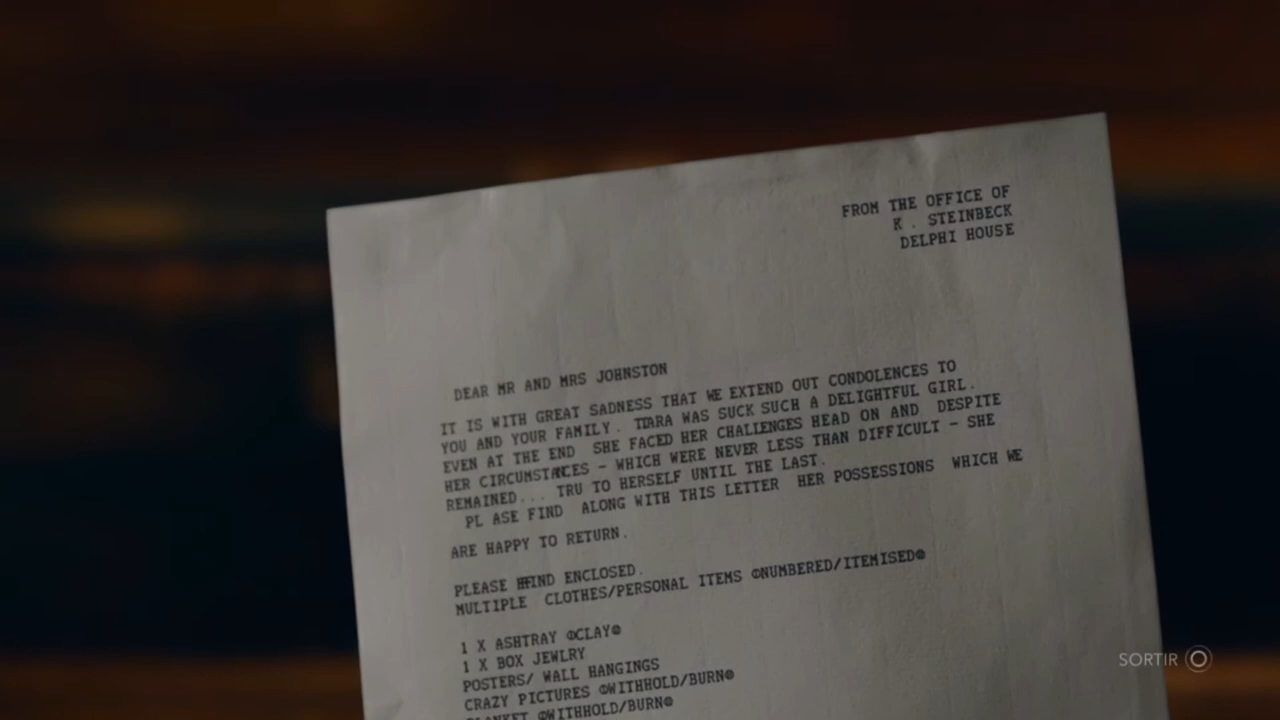 FROM THE OFFICE OF
K . STEINBECK
DELPHI HOUSE
DEAR MR AND MRS JOHNSTON
IT IS WITH GREAT SADNESS THAT WE EXTEND OUT CONDOLENCES TO
YOU AND YOUR FAMILY. TIARA WAS SUCK SUCH A DELIGHTFUL GIRL.
EVEN AT THE END SHE FACED HER CHALLENGES HEAD ON AND DESPITE
HER CIRCUMSTANCES - WHICH WERE NEVER LESS THAN DIFFICULT - SHE
REMAINED... TRU TO HERSELF UNTIL THE LAST.
PL ASE FIND ALONG WITH THIS LETTER HER POSSESSIONS WHICH WE
ARE HAPPY TO RETURN.
PLEASE FIND ENCLOSED.
MULTIPLE CLOTHES/PERSONAL ITEMS (NUMBERED/ITEMISED)
1 X ASHTRAY (CLAY)
1 X BOX JEWLRY
POSTERS/ WALL HANGINGS
CRAZY PICTURES (WITHHOLD/BURN)
BLANKET (WITHHOLD/BURN)
SORTIR